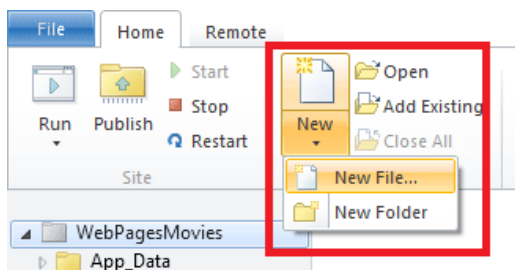 File Home Remote
Start
Stop
Restart
Run Publish
Site
Open
Add Existing
Close All
New
New File...
New Folder
WebPagesMovies
App_Data